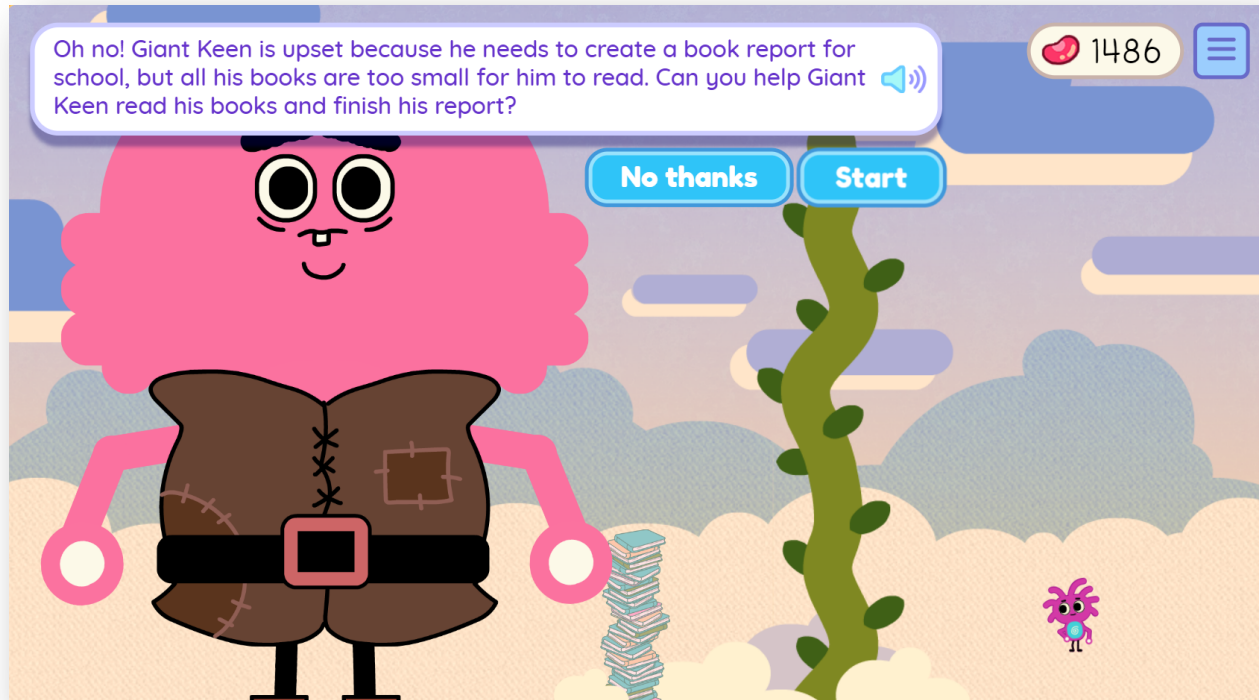 Oh no! Giant Keen is upset because he needs to create a book report for
school, but all his books are too small for him to read. Can you help Giant
Keen read his books and finish his report?
1486
No thanks
Start